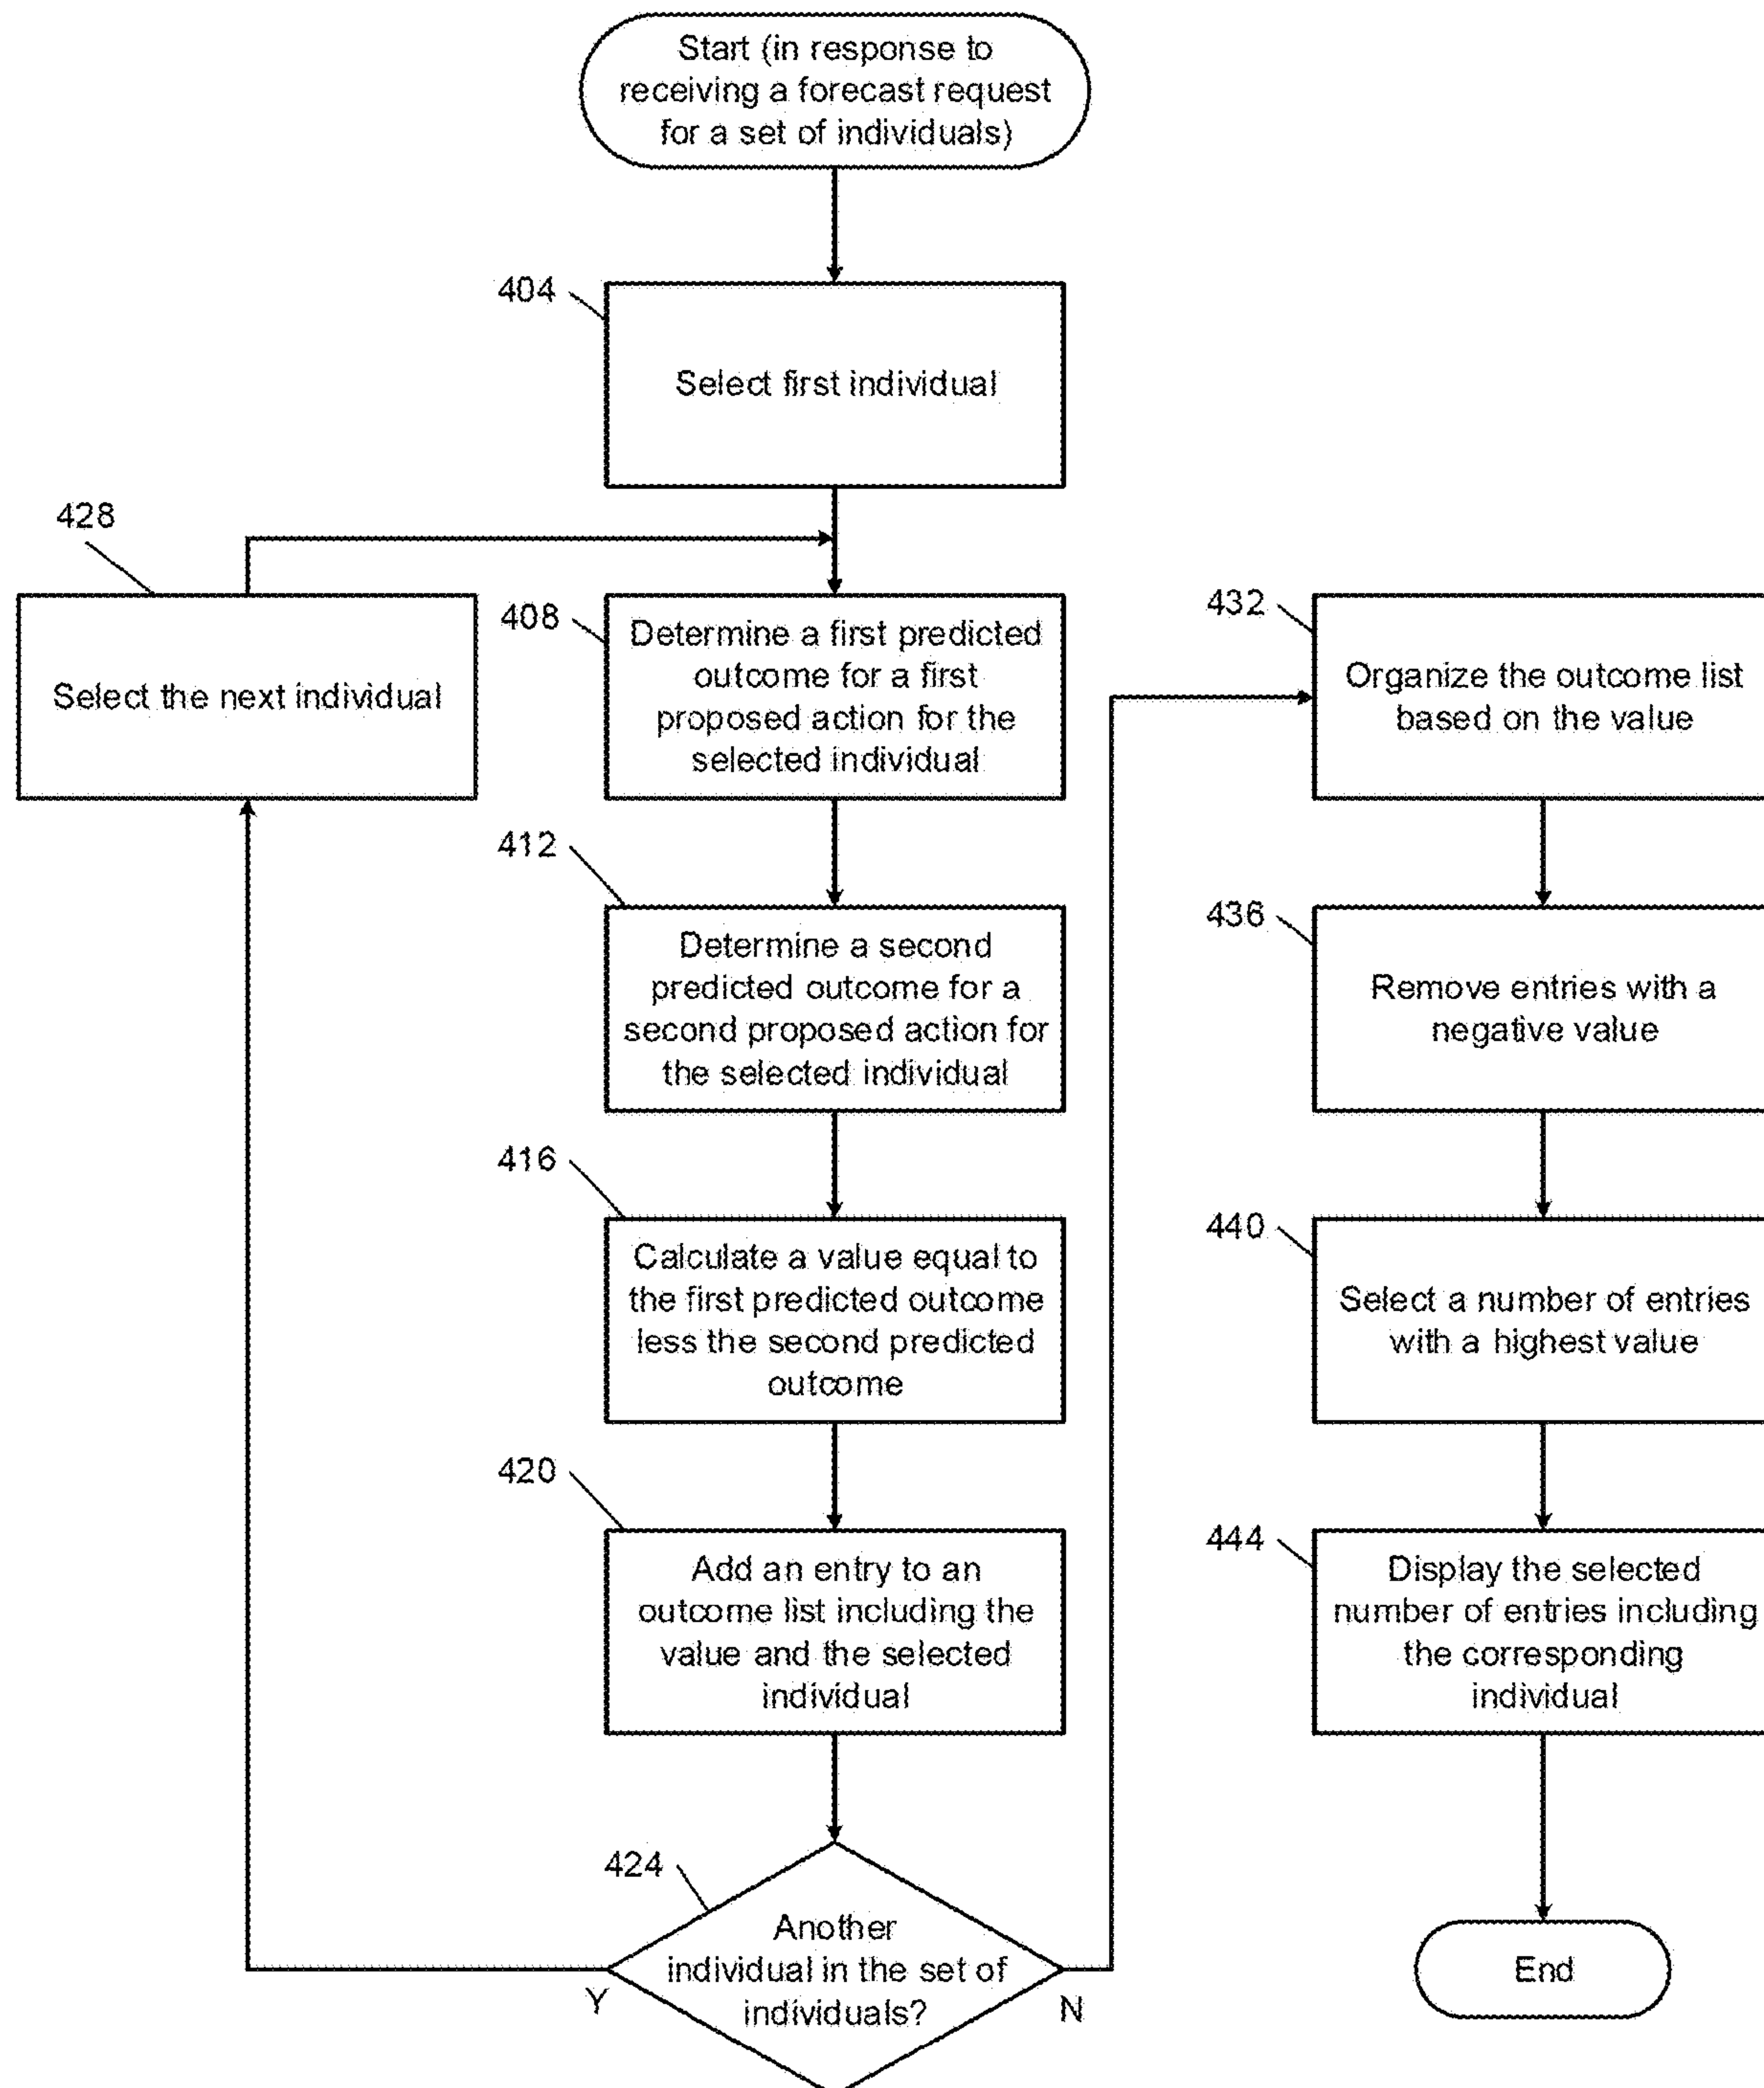 Start (in response to
receiving a forecast request
for a set of individuals)
404
Select first individual
428
Select the next individual
408
Determine a first predicted
outcome for a first
proposed action for the
selected individual
412
Determine a second
predicted outcome for a
second proposed action for
the selected individual
416
Calculate a value equal to
the first predicted outcome
less the second predicted
outcome
420
Add an entry to an
outcome list including the
value and the selected
individual
424
Another
individual in the set of
individuals?
Y
N
432
Organize the outcome list
based on the value
436
Remove entries with a
negative value
440
Select a number of entries
with a highest value
444
Display the selected
number of entries including
the corresponding
individual
End